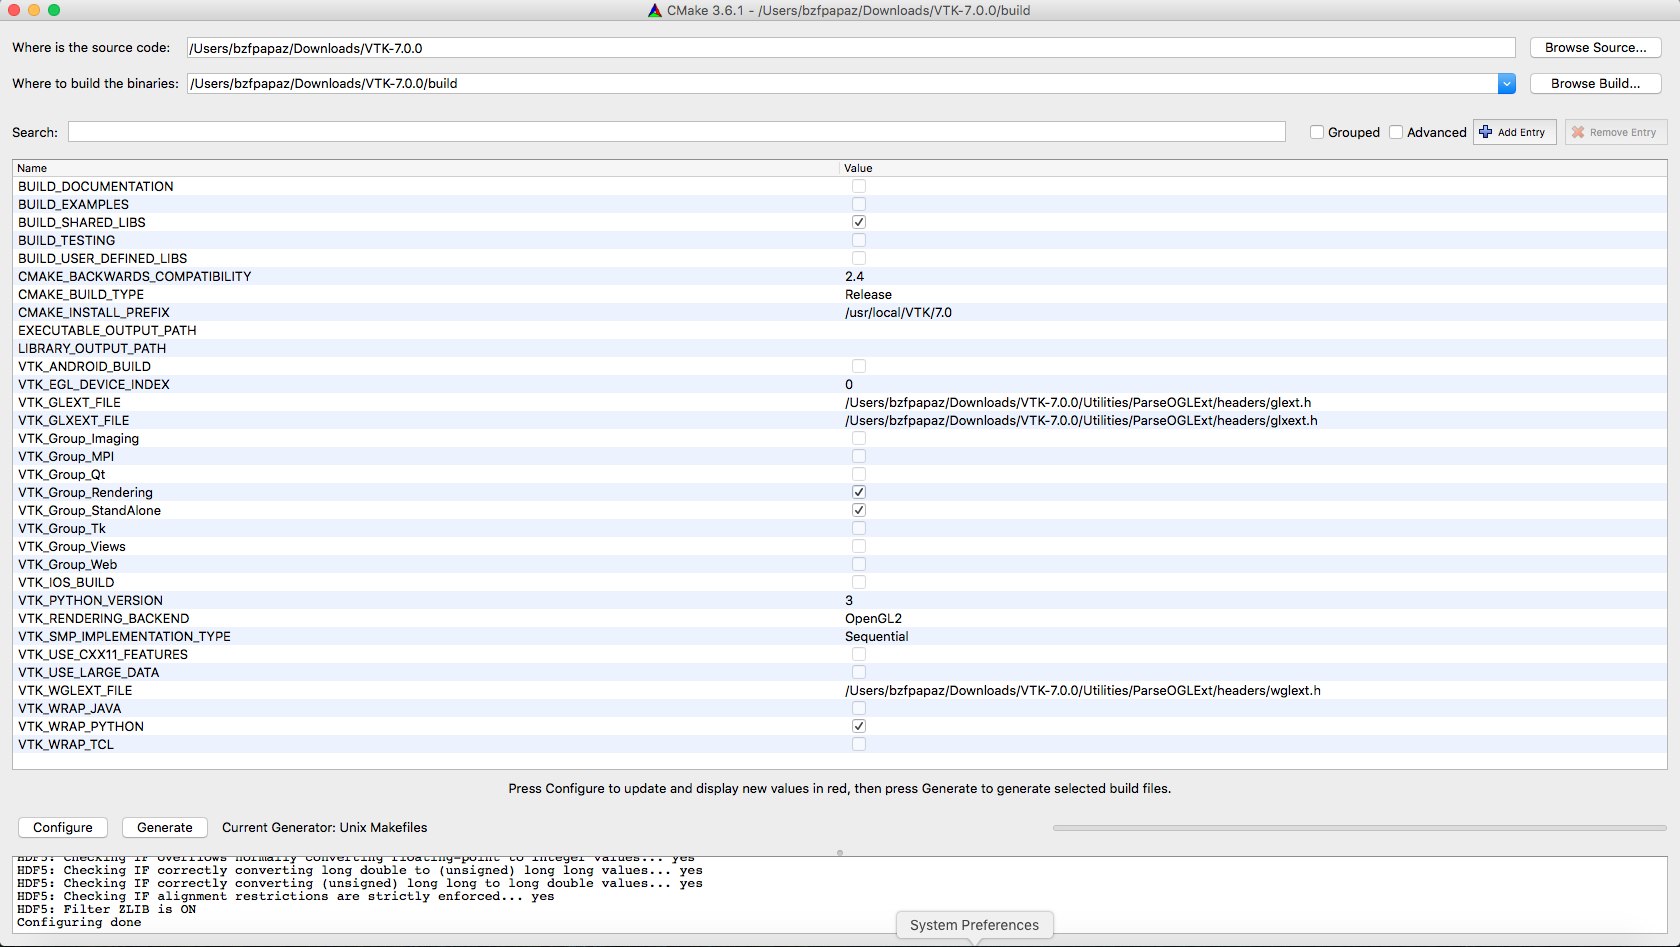 CMake 3.6.1 - /Users/bzfpapaz/Downloads/VTK-7.0.0/build
Where is the source code: /Users/bzfpapaz/Downloads/VTK-7.0.0 Browse Source...
Where to build the binaries: /Users/bzfpapaz/Downloads/VTK-7.0.0/build Browse Build...
Search: Grouped Advanced Add Entry Remove Entry
Name Value
BUILD_DOCUMENTATION
BUILD_EXAMPLES
BUILD_SHARED_LIBS
BUILD_TESTING
BUILD_USER_DEFINED_LIBS
CMAKE_BACKWARDS_COMPATIBILITY 2.4
CMAKE_BUILD_TYPE Release
CMAKE_INSTALL_PREFIX /usr/local/VTK/7.0
EXECUTABLE_OUTPUT_PATH
LIBRARY_OUTPUT_PATH
VTK_ANDROID_BUILD
VTK_EGL_DEVICE_INDEX 0
VTK_GLEXT_FILE /Users/bzfpapaz/Downloads/VTK-7.0.0/Utilities/ParseOGLExt/headers/glext.h
VTK_GLXEXT_FILE /Users/bzfpapaz/Downloads/VTK-7.0.0/Utilities/ParseOGLExt/headers/glxext.h
VTK_Group_Imaging
VTK_Group_MPI
VTK_Group_Qt
VTK_Group_Rendering
VTK_Group_StandAlone
VTK_Group_Tk
VTK_Group_Views
VTK_Group_Web
VTK_IOS_BUILD
VTK_PYTHON_VERSION 3
VTK_RENDERING_BACKEND OpenGL2
VTK_SMP_IMPLEMENTATION_TYPE Sequential
VTK_USE_CXX11_FEATURES
VTK_USE_LARGE_DATA
VTK_WGLEXT_FILE /Users/bzfpapaz/Downloads/VTK-7.0.0/Utilities/ParseOGLExt/headers/wglext.h
VTK_WRAP_JAVA
VTK_WRAP_PYTHON
VTK_WRAP_TCL
Press Configure to update and display new values in red, then press Generate to generate selected build files.
Configure Generate Current Generator: Unix Makefiles
HDF5: Checking IF overflows normally converting floating-point to integer values... yes
HDF5: Checking IF correctly converting long double to (unsigned) long long values... yes
HDF5: Checking IF correctly converting (unsigned) long long to long double values... yes
HDF5: Checking IF alignment restrictions are strictly enforced... yes
HDF5: Filter ZLIB is ON
Configuring done
System Preferences